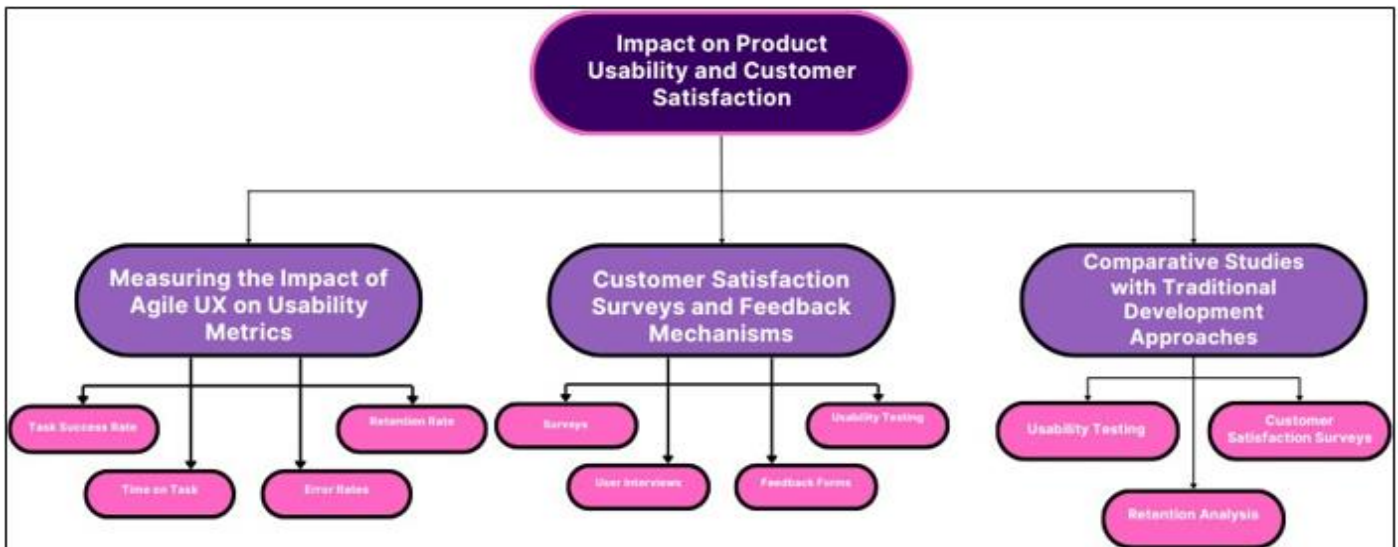 Impact on Product
Usability and Customer
Satisfaction
Measuring the Impact of
Agile UX on Usability
Metrics
Customer Satisfaction
Surveys and Feedback
Mechanisms
Comparative Studies
with Traditional
Development
Approaches
Task Success Rate
Retention Rate
Time on Task
Error Rates
Surveys
Usability Testing
User Interviews
Feedback Forms
Usability Testing
Customer
Satisfaction Surveys
Retention Analysis